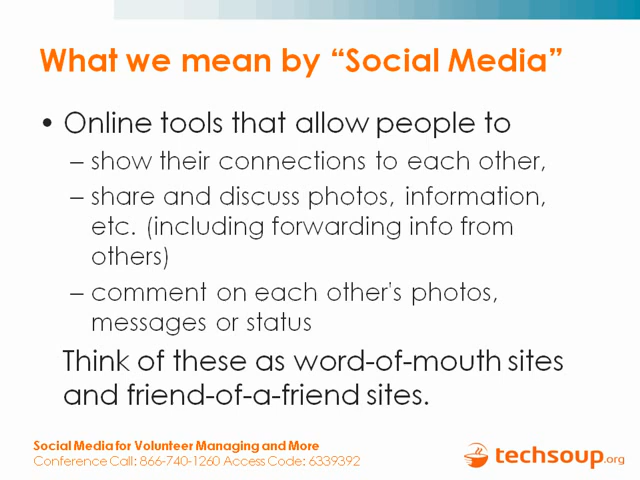 What we mean by “Social Media”
• Online tools that allow people to
– show their connections to each other,
– share and discuss photos, information,
etc. (including forwarding info from
others)
– comment on each other's photos,
messages or status
Think of these as word-of-mouth sites
and friend-of-a-friend sites.
Social Media for Volunteer Managing and More
Conference Call: 866-740-1260 Access Code: 6339392
techsoup.org